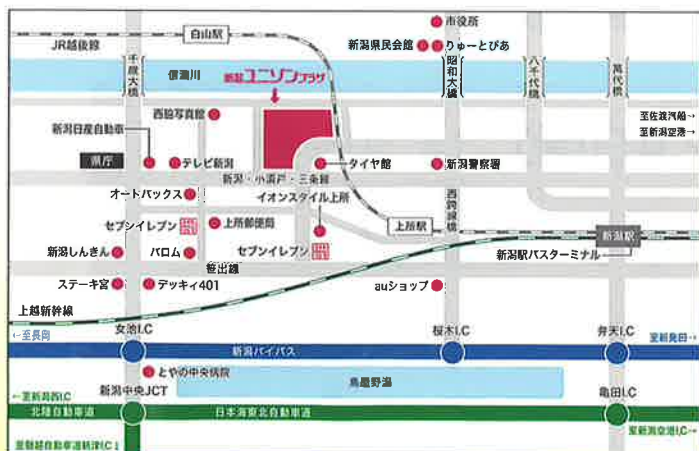 市役所
白山駅
JR越後線
新潟県民会館
りゅーとぴあ
千歳大橋
信濃川
昭和大橋
八千代橋
萬代橋
新潟ユニゾンプラザ
西脇写真館
至佐渡汽船→
至新潟空港→
新潟日産自動車
県庁
テレビ新潟
タイヤ館
新潟警察署
新潟・小須戸・三条線
オートバックス
イオンスタイル上所
西跨線橋
セブンイレブン
上所郵便局
上所駅
新潟駅
新潟しんきん
バロム
セブンイレブン
新潟駅バスターミナル
笹出線
ステーキ宮
デッキィ401
auショップ
上越新幹線
←至長岡
女池I.C
桜木I.C
弁天I.C
至新発田→
新潟バイパス
とやの中央病院
新潟中央JCT
鳥屋野潟
亀田I.C
←至新潟西I.C
北陸自動車道
日本海東北自動車道
至新潟空港I.C→
至磐越自動車道新津I.C↓